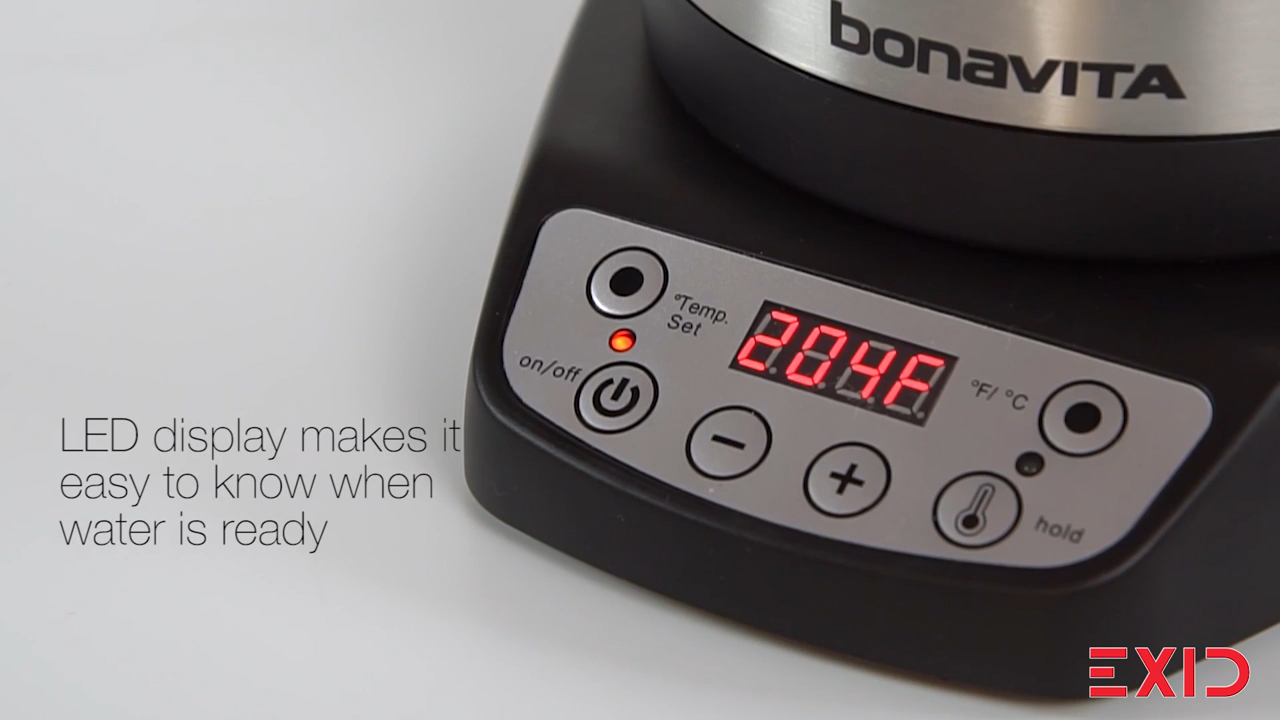 bonaVITA
°Temp.
Set
204F
°F/ °C
on/off
−
+
hold
LED display makes it
easy to know when
water is ready
EXID